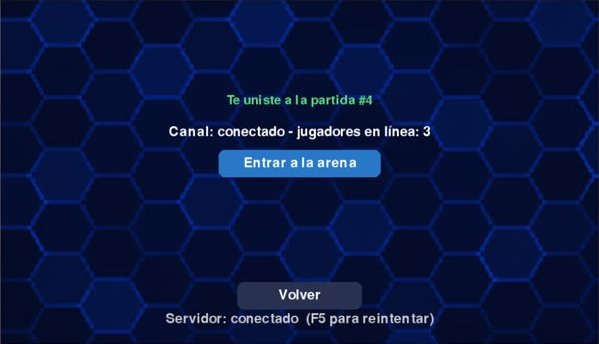 Te uniste a la partida #4
Canal: conectado - jugadores en línea: 3
Entrar a la arena
Volver
Servidor: conectado (F5 para reintentar)